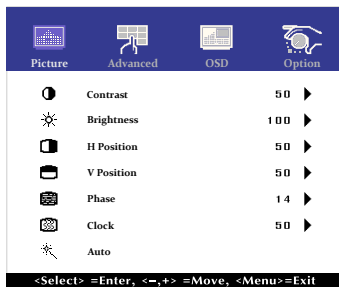 Picture Advanced OSD Option
Contrast 50
Brightness 100
H Position 50
V Position 50
Phase 14
Clock 50
Auto
<Select> =Enter, <−,+> =Move, <Menu>=Exit